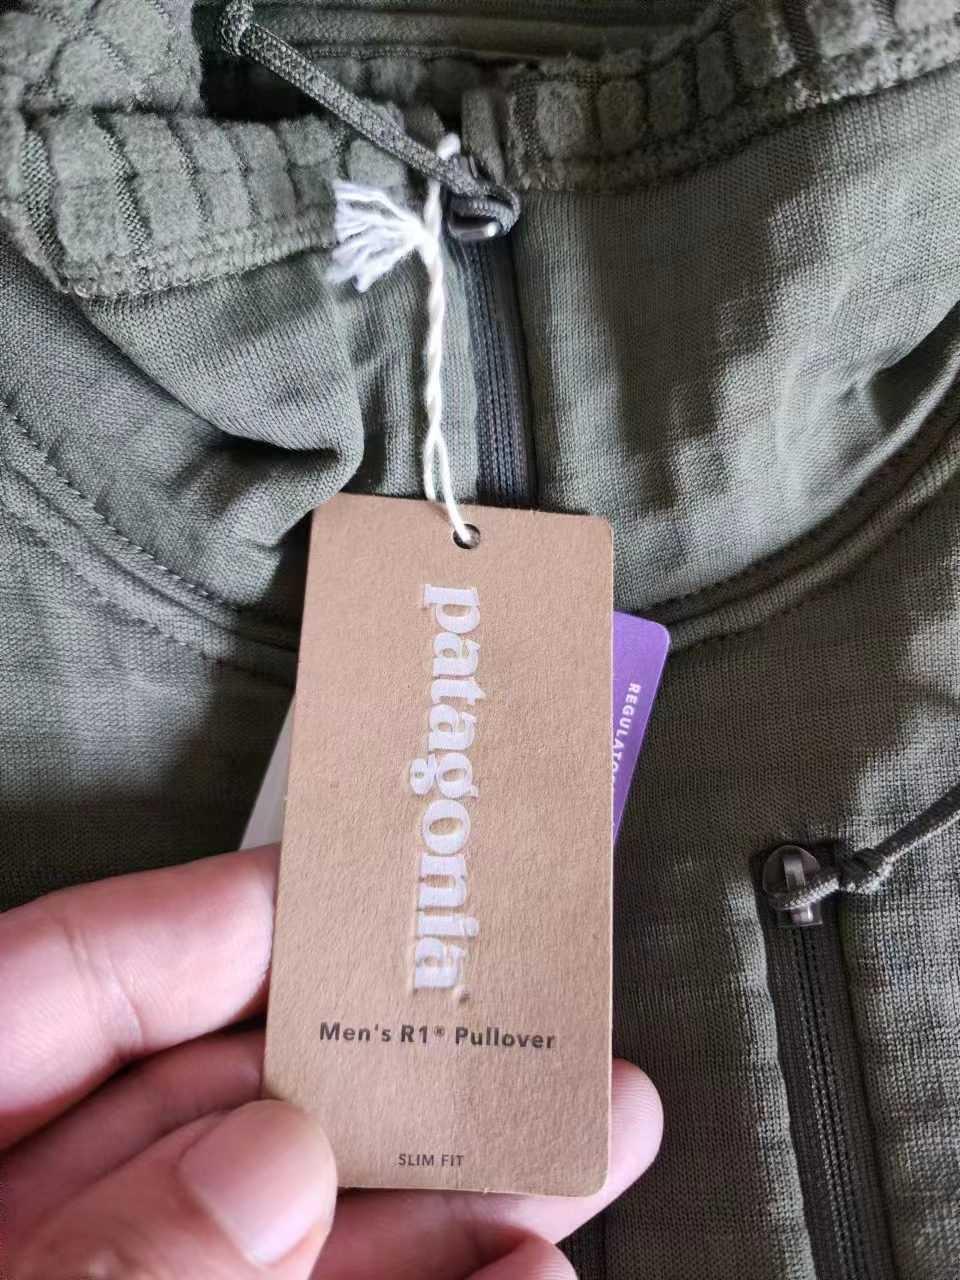 patagonia®
Men's R1® Pullover
SLIM FIT